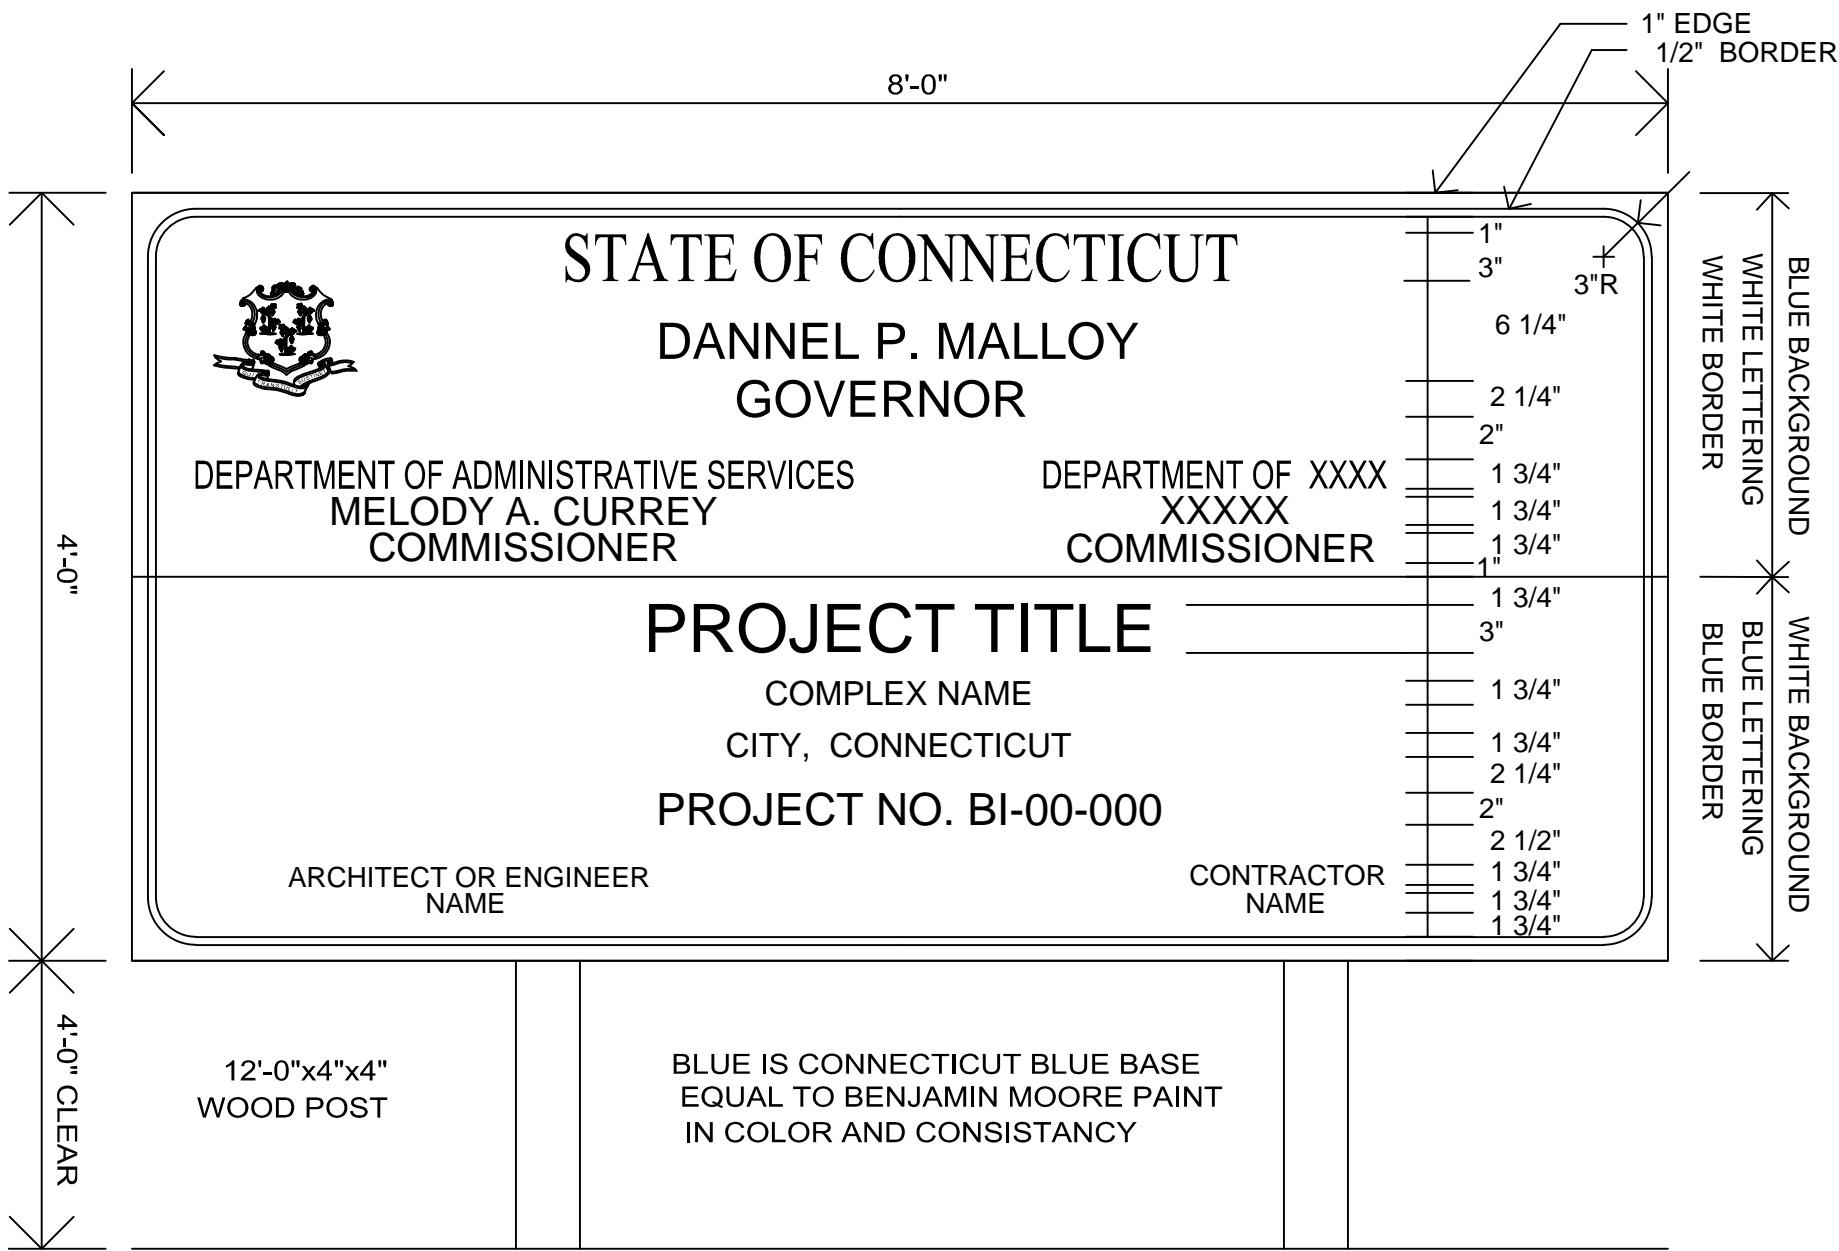 1" EDGE
1/2" BORDER
8'-0"
STATE OF CONNECTICUT
DANNEL P. MALLOY
GOVERNOR
DEPARTMENT OF ADMINISTRATIVE SERVICES
MELODY A. CURREY
COMMISSIONER
DEPARTMENT OF XXXX
XXXXX
COMMISSIONER
PROJECT TITLE
COMPLEX NAME
CITY, CONNECTICUT
PROJECT NO. BI-00-000
ARCHITECT OR ENGINEER
NAME
CONTRACTOR
NAME
1"
3"
3"R
6 1/4"
2 1/4"
2"
1 3/4"
1 3/4"
1 3/4"
1"
1 3/4"
3"
1 3/4"
1 3/4"
2 1/4"
2"
2 1/2"
1 3/4"
1 3/4"
1 3/4"
BLUE BACKGROUND
WHITE LETTERING
WHITE BORDER
WHITE BACKGROUND
BLUE LETTERING
BLUE BORDER
4'-0"
4'-0" CLEAR
12'-0"x4"x4"
WOOD POST
BLUE IS CONNECTICUT BLUE BASE
EQUAL TO BENJAMIN MOORE PAINT
IN COLOR AND CONSISTANCY